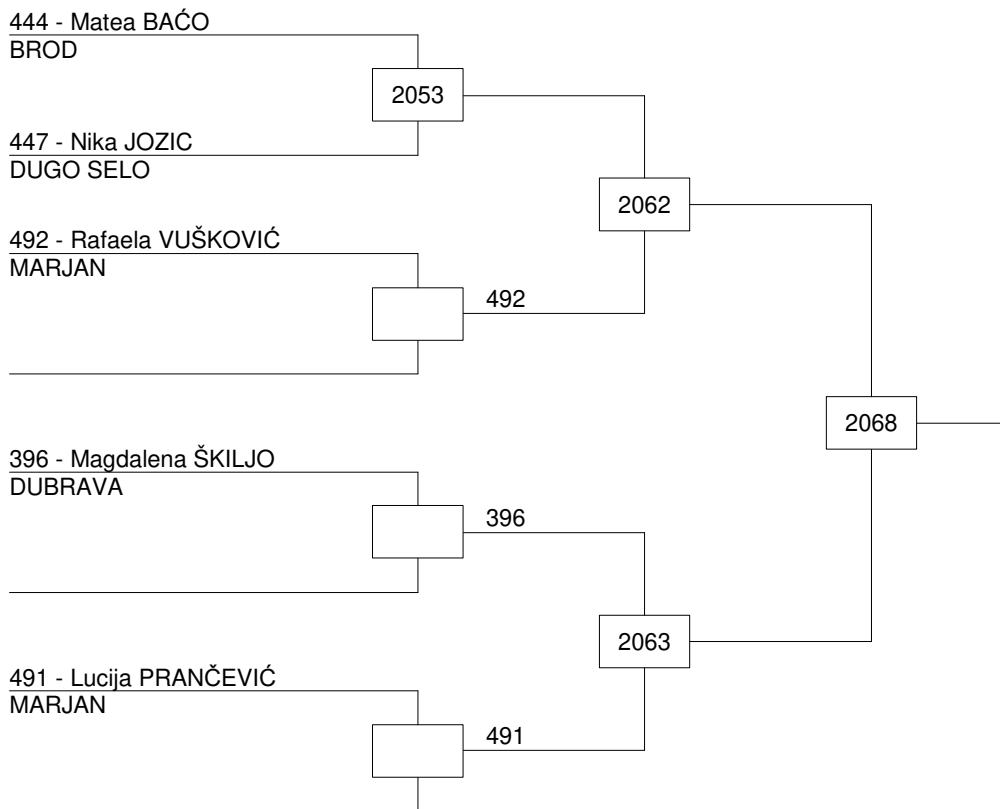 444 - Matea BAĆO
BROD
2053
447 - Nika JOZIC
DUGO SELO
2062
492 - Rafaela VUŠKOVIĆ
MARJAN
492
2068
396 - Magdalena ŠKILJO
DUBRAVA
396
2063
491 - Lucija PRANČEVIĆ
MARJAN
491